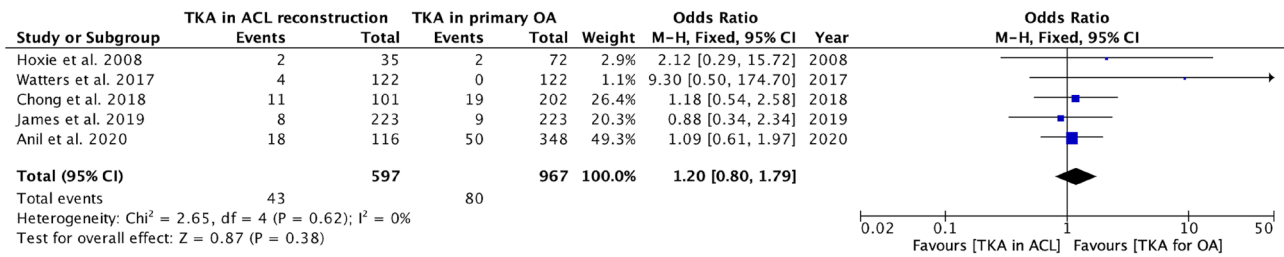 TKA in ACL reconstruction TKA in primary OA Odds Ratio Odds Ratio
Study or Subgroup Events Total Events Total Weight M-H, Fixed, 95% CI Year M-H, Fixed, 95% CI
Hoxie et al. 2008 2 35 2 72 2.9% 2.12 [0.29, 15.72] 2008
Watters et al. 2017 4 122 0 122 1.1% 9.30 [0.50, 174.70] 2017
Chong et al. 2018 11 101 19 202 26.4% 1.18 [0.54, 2.58] 2018
James et al. 2019 8 223 9 223 20.3% 0.88 [0.34, 2.34] 2019
Anil et al. 2020 18 116 50 348 49.3% 1.09 [0.61, 1.97] 2020
Total (95% CI) 597 967 100.0% 1.20 [0.80, 1.79]
Total events 43 80
Heterogeneity: Chi² = 2.65, df = 4 (P = 0.62); I² = 0%
Test for overall effect: Z = 0.87 (P = 0.38)
0.02 0.1 1 10 50
Favours [TKA in ACL] Favours [TKA for OA]